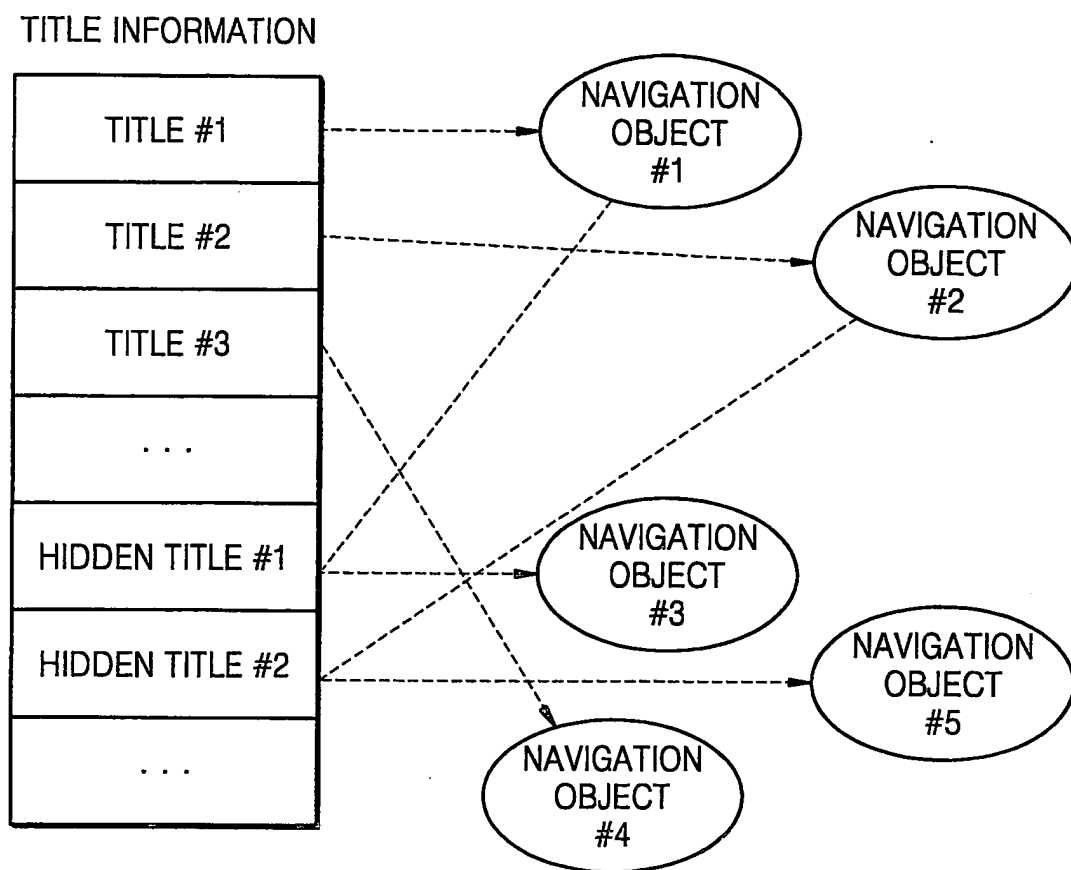 TITLE INFORMATION
TITLE #1
TITLE #2
TITLE #3
. . .
HIDDEN TITLE #1
HIDDEN TITLE #2
. . .
NAVIGATION
OBJECT
#1
NAVIGATION
OBJECT
#2
NAVIGATION
OBJECT
#3
NAVIGATION
OBJECT
#5
NAVIGATION
OBJECT
#4